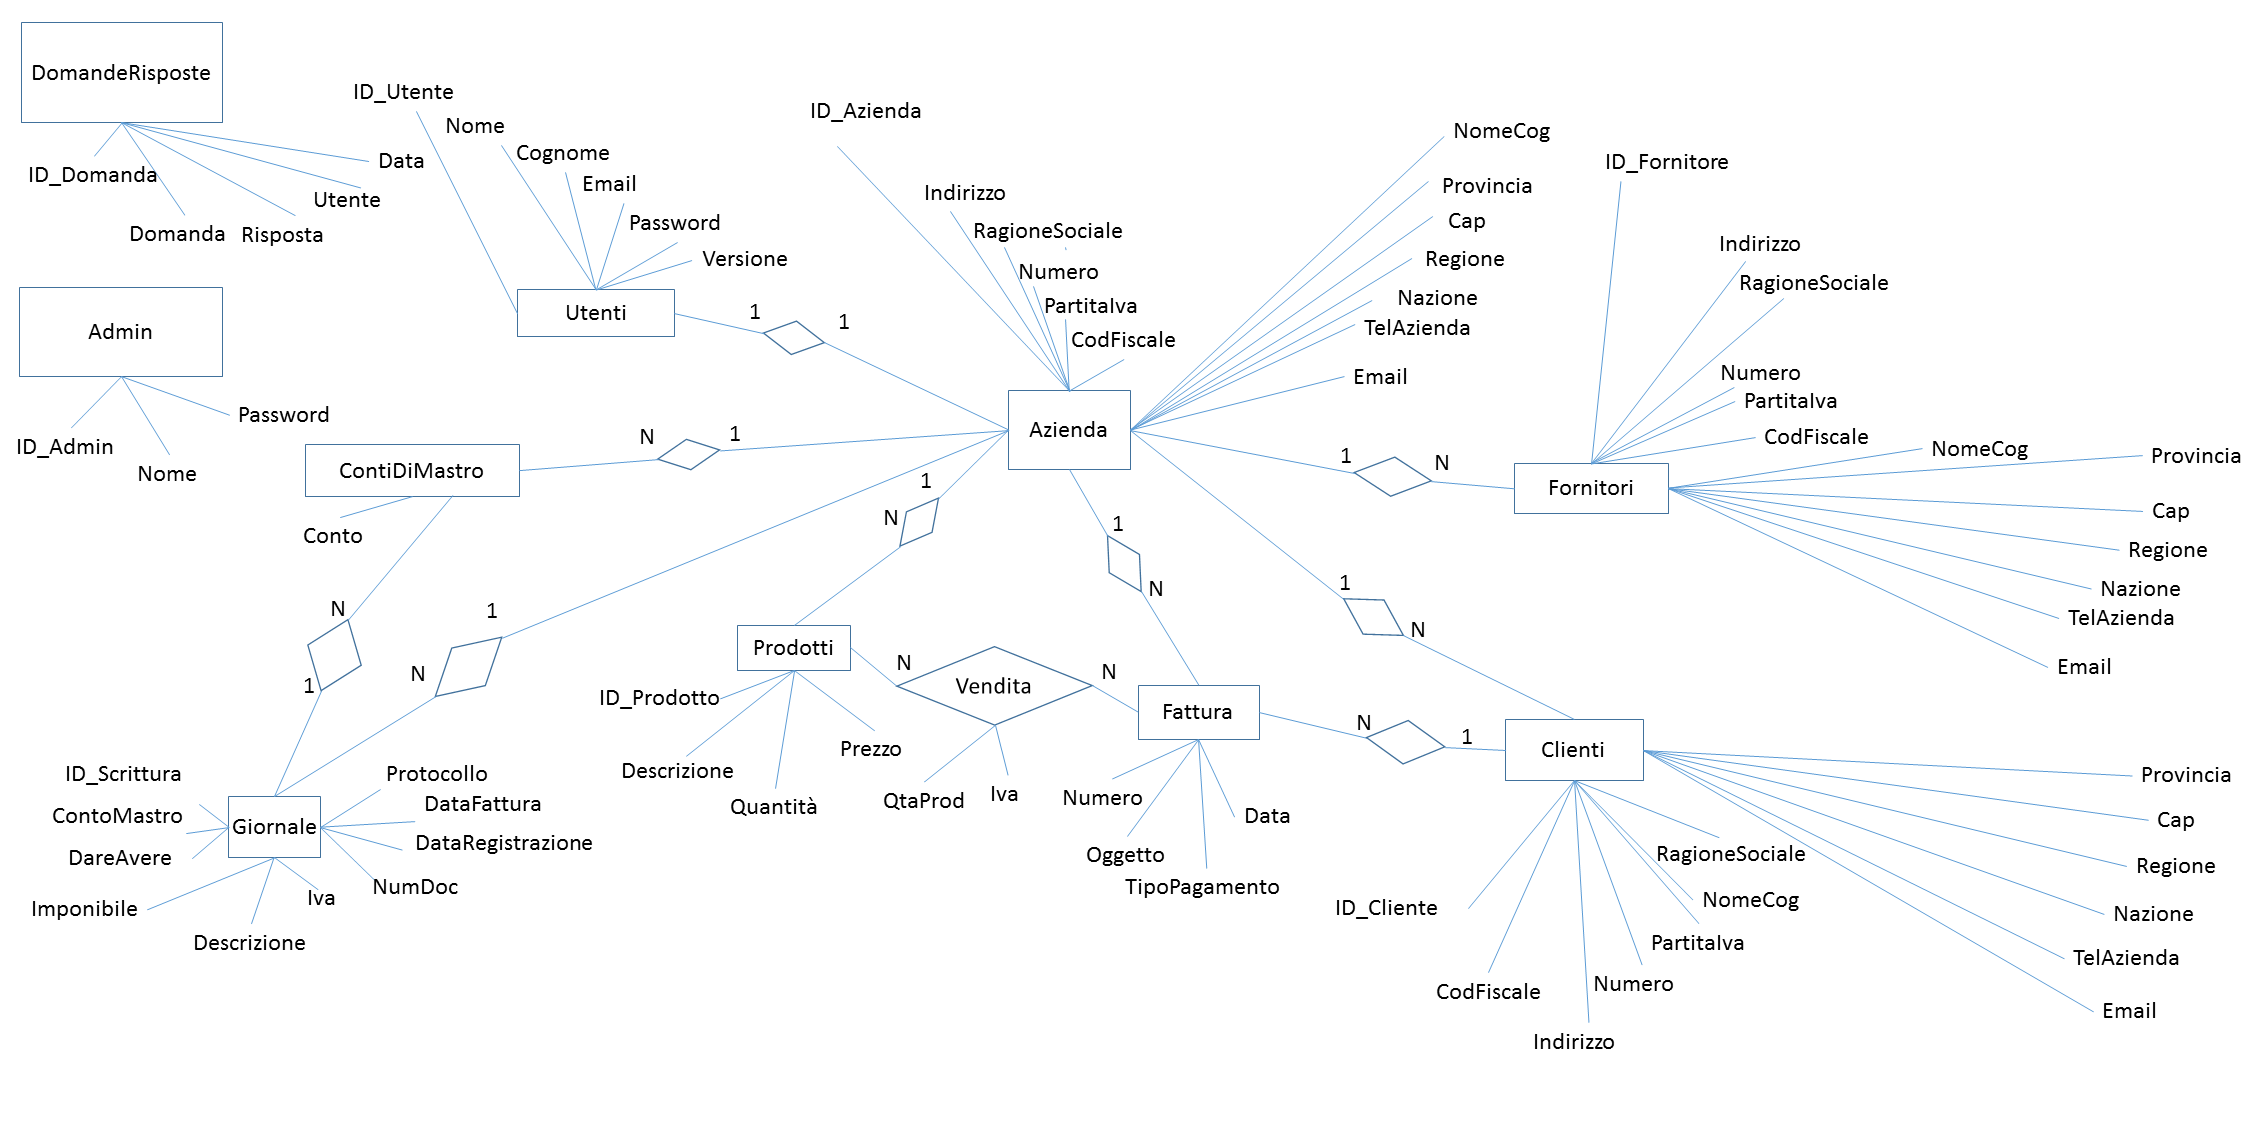 DomandeRisposte
ID_Domanda
Domanda
Risposta
Utente
Data
Admin
ID_Admin
Nome
Password
ID_Utente
Nome
Cognome
Email
Password
Versione
Utenti
1
1
ID_Azienda
Indirizzo
RagioneSociale
Numero
PartitaIva
CodFiscale
NomeCog
Provincia
Cap
Regione
Nazione
TelAzienda
Email
Azienda
ID_Fornitore
Indirizzo
RagioneSociale
Numero
PartitaIva
CodFiscale
NomeCog
Provincia
Cap
Regione
Nazione
TelAzienda
Email
Fornitori
1
N
ContiDiMastro
Conto
N
1
N
1
1
N
1
N
Prodotti
ID_Prodotto
Descrizione
Quantità
Prezzo
N
Vendita
N
QtaProd
Iva
1
N
Fattura
Numero
Oggetto
TipoPagamento
Data
1
N
N
1
Clienti
ID_Cliente
CodFiscale
Indirizzo
Numero
PartitaIva
NomeCog
RagioneSociale
Provincia
Cap
Regione
Nazione
TelAzienda
Email
Giornale
ID_Scrittura
ContoMastro
DareAvere
Imponibile
Descrizione
Iva
NumDoc
DataRegistrazione
DataFattura
Protocollo